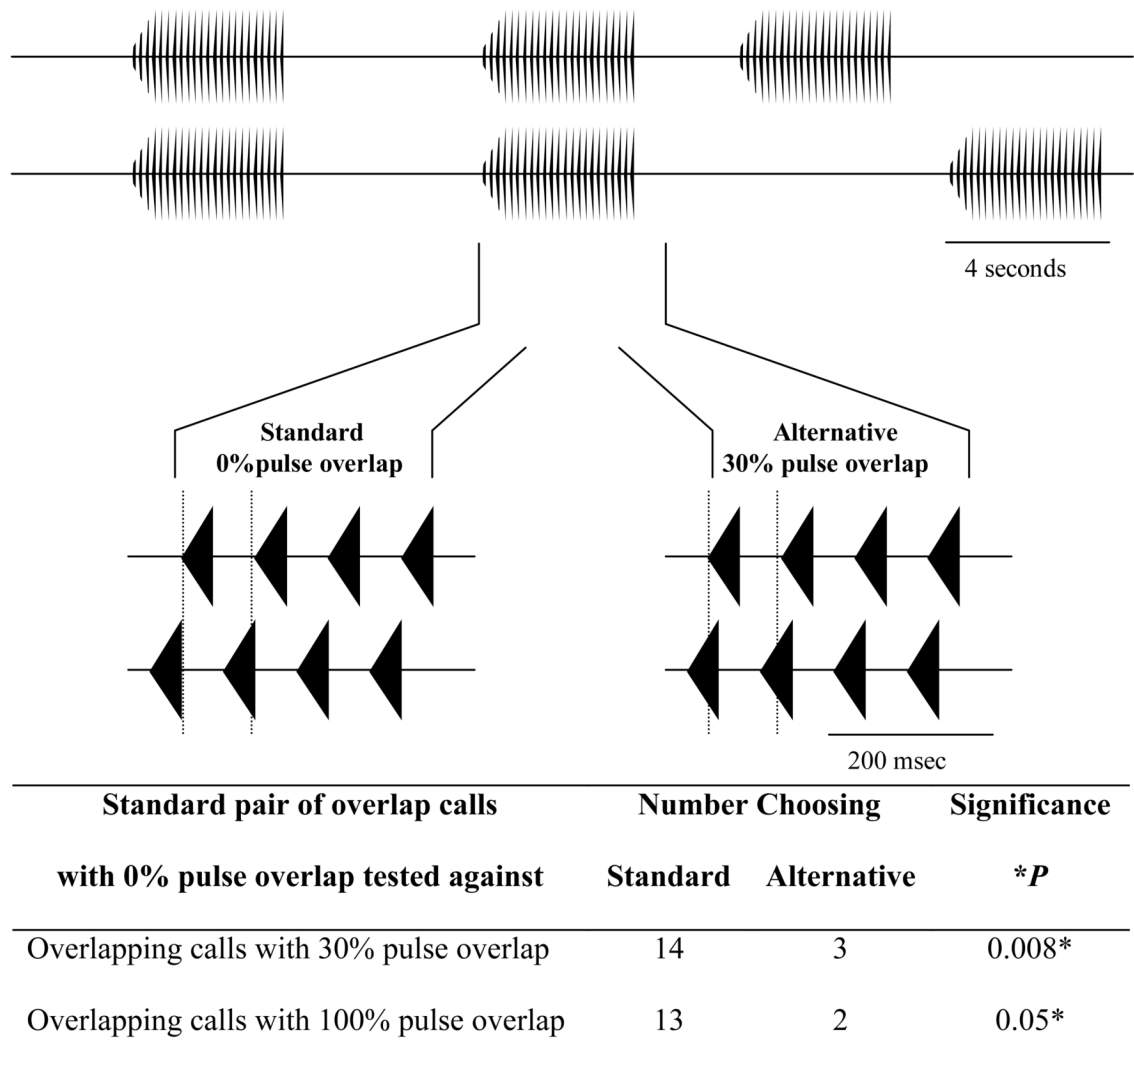 4 seconds
Standard
0%pulse overlap
Alternative
30% pulse overlap
200 msec
Standard pair of overlap calls Number Choosing Significance
with 0% pulse overlap tested against Standard Alternative *P
Overlapping calls with 30% pulse overlap 14 3 0.008*
Overlapping calls with 100% pulse overlap 13 2 0.05*